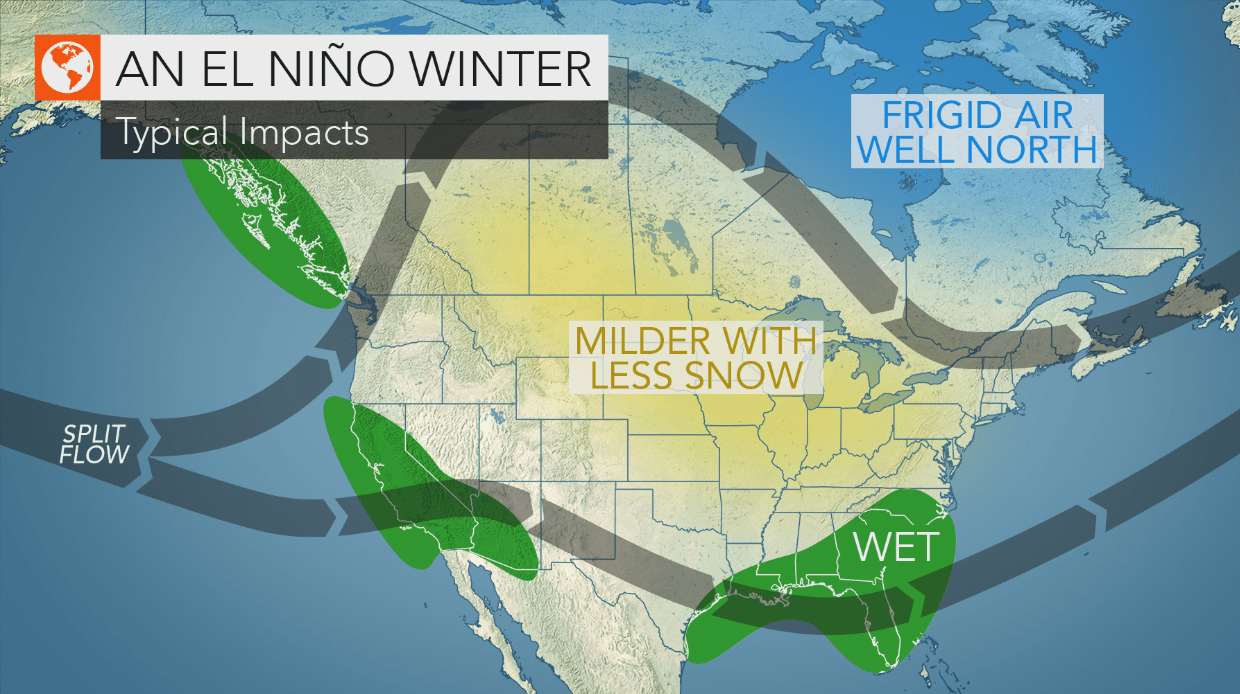 AN EL NIÑO WINTER
Typical Impacts
FRIGID AIR
WELL NORTH
MILDER WITH
LESS SNOW
SPLIT
FLOW
WET